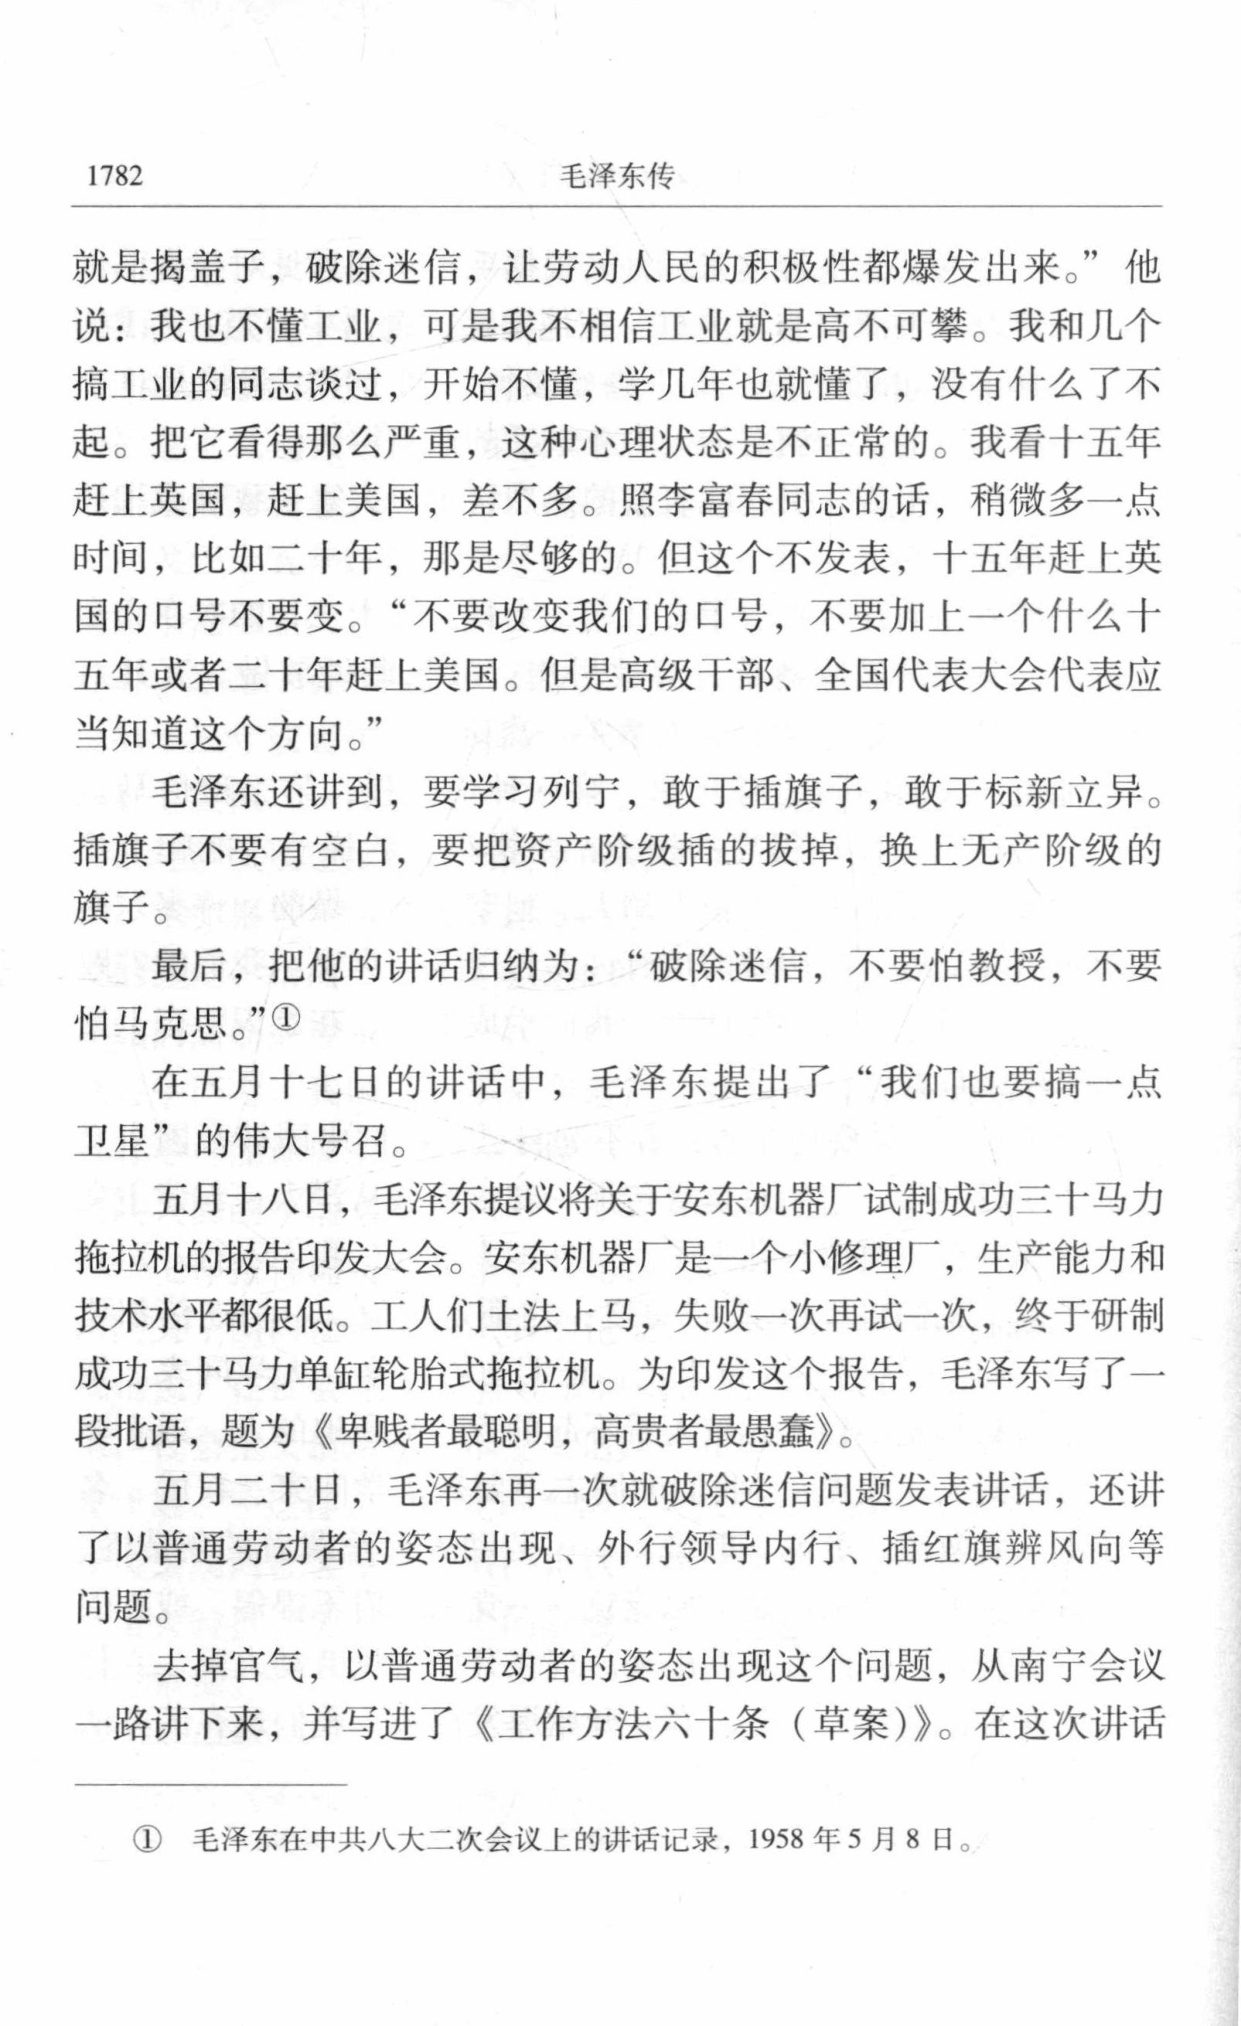 1782
毛泽东传
就是揭盖子，破除迷信，让劳动人民的积极性都爆发出来。”他
说：我也不懂工业，可是我不相信工业就是高不可攀。我和几个
搞工业的同志谈过，开始不懂，学几年也就懂了，没有什么了不
起。把它看得那么严重，这种心理状态是不正常的。我看十五年
赶上英国，赶上美国，差不多。照李富春同志的话，稍微多一点
时间，比如二十年，那是尽够的。但这个不发表，十五年赶上英
国的口号不要变。“不要改变我们的口号，不要加上一个什么十
五年或者二十年赶上美国。但是高级干部、全国代表大会代表应
当知道这个方向。”
毛泽东还讲到，要学习列宁，敢于插旗子，敢于标新立异。
插旗子不要有空白，要把资产阶级插的拔掉，换上无产阶级的
旗子。
最后，把他的讲话归纳为：“破除迷信，不要怕教授，不要
怕马克思。”①
在五月十七日的讲话中，毛泽东提出了“我们也要搞一点
卫星”的伟大号召。
五月十八日，毛泽东提议将关于安东机器厂试制成功三十马力
拖拉机的报告印发大会。安东机器厂是一个小修理厂，生产能力和
技术水平都很低。工人们土法上马，失败一次再试一次，终于研制
成功三十马力单缸轮胎式拖拉机。为印发这个报告，毛泽东写了一
段批语，题为《卑贱者最聪明，高贵者最愚蠢》。
五月二十日，毛泽东再一次就破除迷信问题发表讲话，还讲
了以普通劳动者的姿态出现、外行领导内行、插红旗辨风向等
问题。
去掉官气，以普通劳动者的姿态出现这个问题，从南宁会议
一路讲下来，并写进了《工作方法六十条（草案）》。在这次讲话
① 毛泽东在中共八大二次会议上的讲话记录，1958年5月8日。